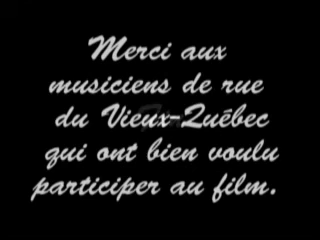 Merci aux
musiciens de rue
du Vieux-Québec
qui ont bien voulu
participer au film.